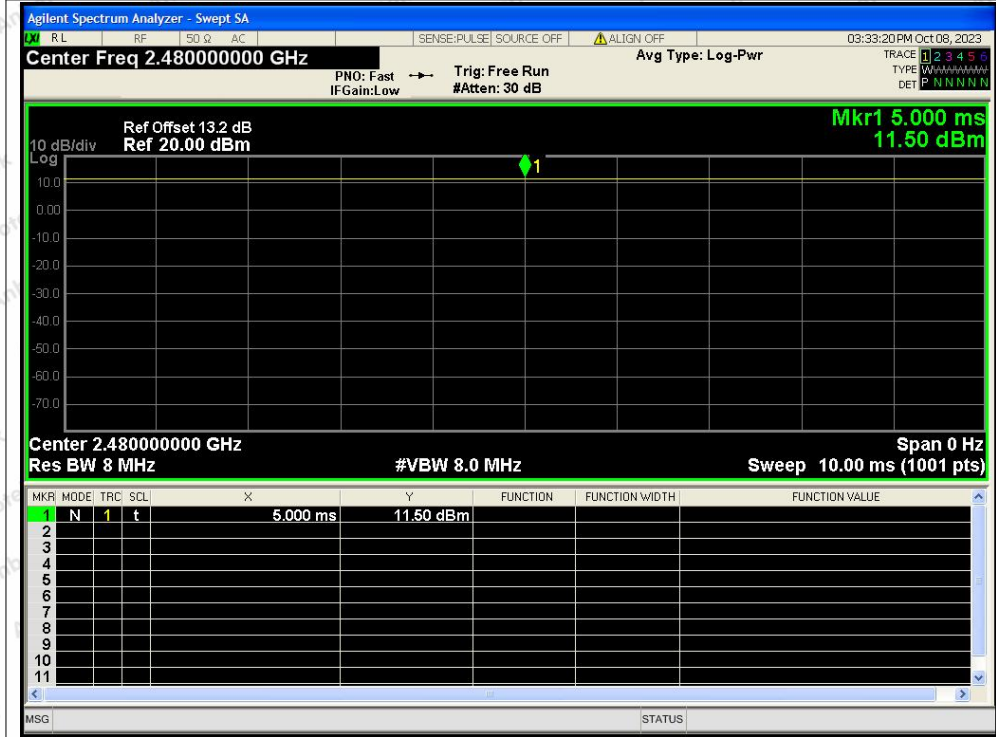 Agilent Spectrum Analyzer - Swept SA
LXI RL RF 50 Ω AC SENSE:PULSE SOURCE OFF ALIGN OFF 03:33:20 PM Oct 08, 2023
Center Freq 2.480000000 GHz Avg Type: Log-Pwr TRACE 1 2 3 4 5 6
PNO: Fast Trig: Free Run TYPE WWWWWW
IFGain:Low #Atten: 30 dB DET P N N N N N
Mkr1 5.000 ms
Ref Offset 13.2 dB
10 dB/div Ref 20.00 dBm 11.50 dBm
Log
1
10.0
0.00
-10.0
-20.0
-30.0
-40.0
-50.0
-60.0
-70.0
Center 2.480000000 GHz Span 0 Hz
Res BW 8 MHz #VBW 8.0 MHz Sweep 10.00 ms (1001 pts)
MKR MODE TRC SCL X Y FUNCTION FUNCTION WIDTH FUNCTION VALUE
1 N 1 t 5.000 ms 11.50 dBm
2
3
4
5
6
7
8
9
10
11
MSG STATUS